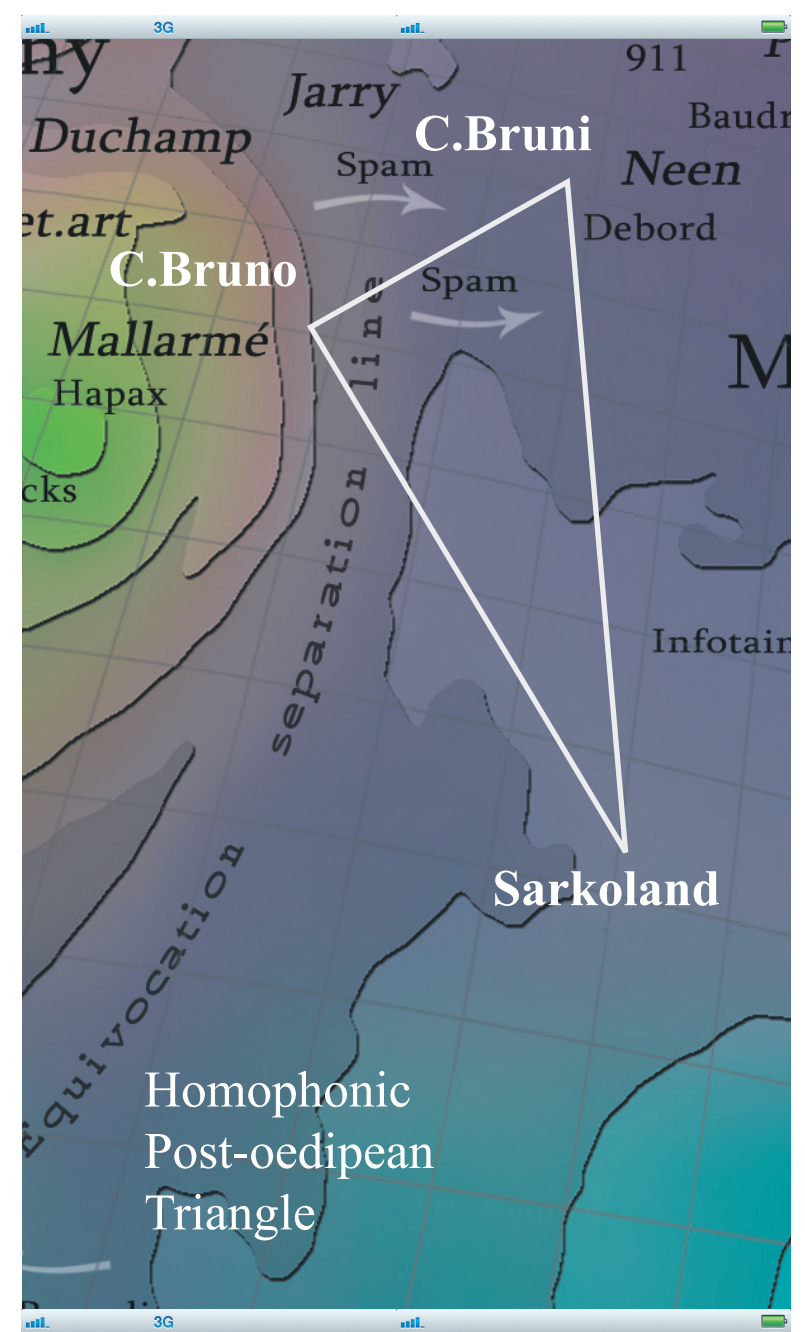 3G
ny
Jarry
911
Duchamp
C.Bruni
Spam
Neen
et.art
Debord
C.Bruno
Spam
Mallarmé
Hapax
M
cks
separation line
Infotain
Sarkoland
Equivocation
Homophonic
Post-oedipean
Triangle
3G